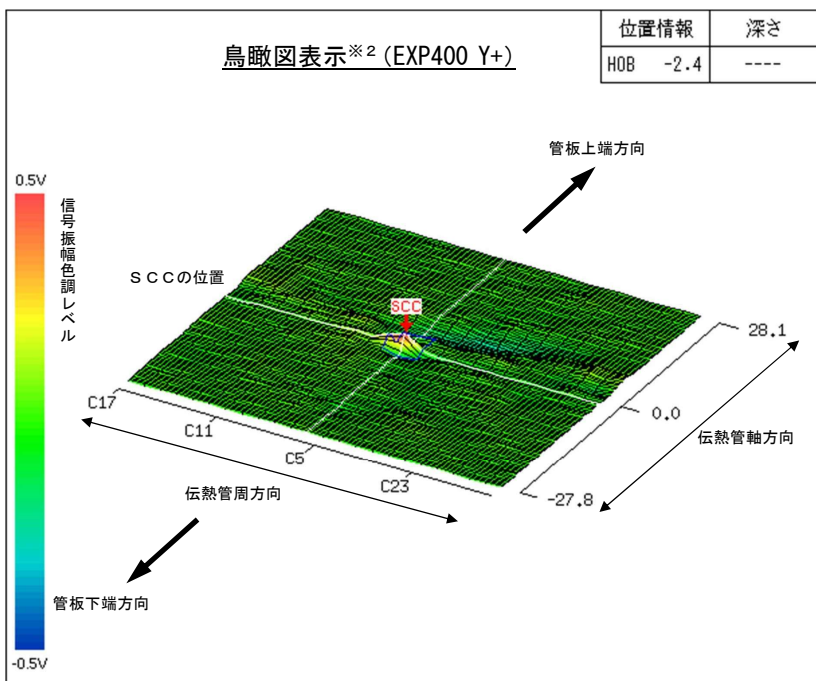 鳥瞰図表示※2 (EXP400 Y+)
位置情報 深さ
HOB -2.4 ----
管板上端方向
0.5V
信号振幅色調レベル
SCCの位置
SCC
28.1
0.0
-27.8
伝熱管軸方向
C17
C11
C5
C23
伝熱管周方向
管板下端方向
-0.5V